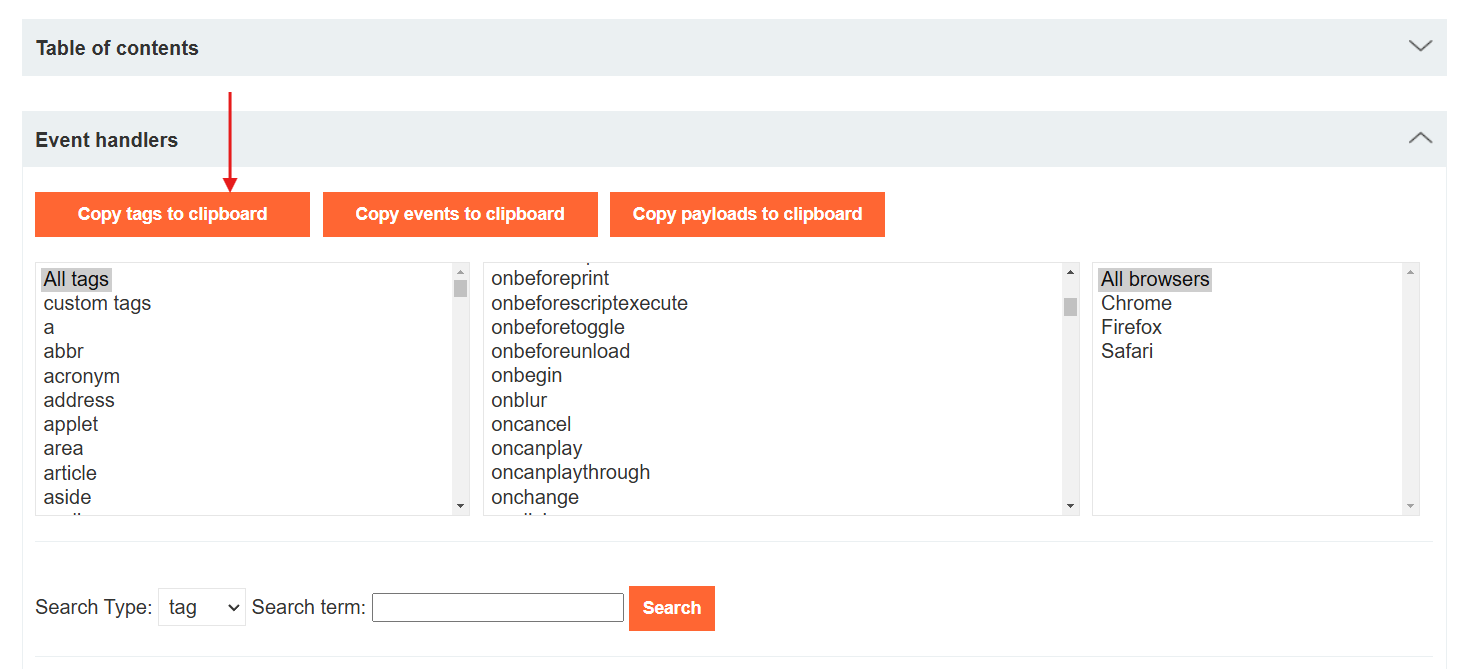 Table of contents
Event handlers
Copy tags to clipboard
Copy events to clipboard
Copy payloads to clipboard
All tags
custom tags
a
abbr
acronym
address
applet
area
article
aside
onbeforeprint
onbeforescriptexecute
onbeforetoggle
onbeforeunload
onbegin
onblur
oncancel
oncanplay
oncanplaythrough
onchange
All browsers
Chrome
Firefox
Safari
Search Type: tag Search term: Search